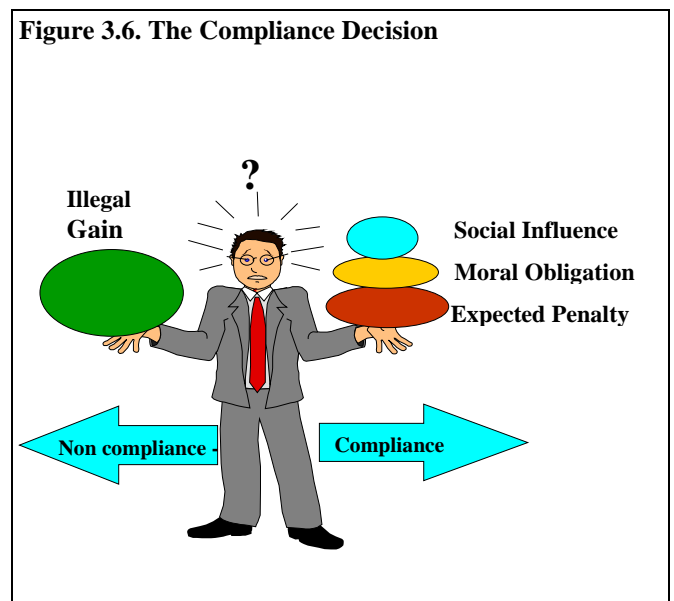 Figure 3.6. The Compliance Decision
?
Illegal
Gain
Social Influence
Moral Obligation
Expected Penalty
Non compliance -
Compliance